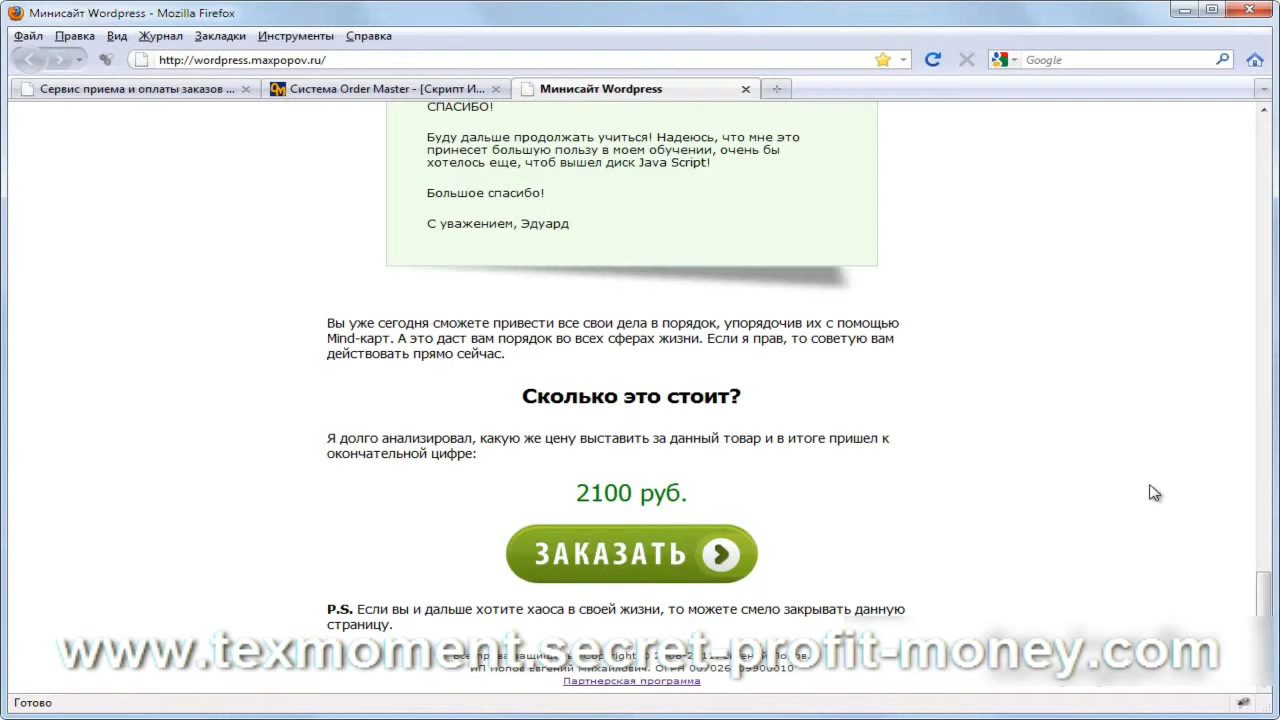 Минисайт Wordpress - Mozilla Firefox
Файл Правка Вид Журнал Закладки Инструменты Справка
http://wordpress.maxpopov.ru/
Google
Сервис приема и оплаты заказов ...
Система Order Master - [Скрипт И...
Минисайт Wordpress
СПАСИБО!
Буду дальше продолжать учиться! Надеюсь, что мне это
принесет большую пользу в моем обучении, очень бы
хотелось еще, чтоб вышел диск Java Script!
Большое спасибо!
С уважением, Эдуард
Вы уже сегодня сможете привести все свои дела в порядок, упорядочив их с помощью
Mind-карт. А это даст вам порядок во всех сферах жизни. Если я прав, то советую вам
действовать прямо сейчас.
Сколько это стоит?
Я долго анализировал, какую же цену выставить за данный товар и в итоге пришел к
окончательной цифре:
2100 руб.
ЗАКАЗАТЬ
P.S. Если вы и дальше хотите хаоса в своей жизни, то можете смело закрывать данную
страницу.
www.texmoment.secret-profit-money.com
ИП Попов Евгений Михайлович. ОГРН
Партнерская программа
Готово